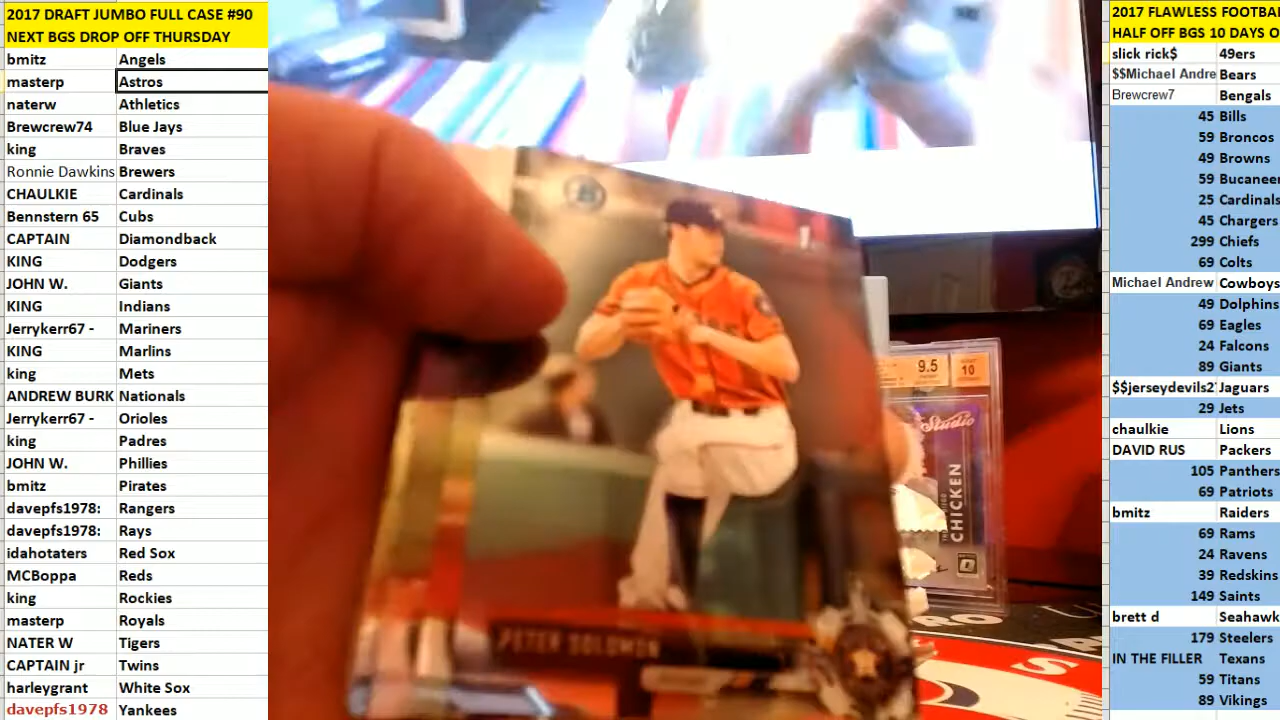 2017 DRAFT JUMBO FULL CASE #90
NEXT BGS DROP OFF THURSDAY
bmitz Angels
masterp Astros
naterw Athletics
Brewcrew74 Blue Jays
king Braves
Ronnie Dawkins Brewers
CHAULKIE Cardinals
Bennstern 65 Cubs
CAPTAIN Diamondback
KING Dodgers
JOHN W. Giants
KING Indians
Jerrykerr67 - Mariners
KING Marlins
king Mets
ANDREW BURK Nationals
Jerrykerr67 - Orioles
king Padres
JOHN W. Phillies
bmitz Pirates
davepfs1978: Rangers
davepfs1978: Rays
idahotaters Red Sox
MCBoppa Reds
king Rockies
masterp Royals
NATER W Tigers
CAPTAIN jr Twins
harleygrant White Sox
davepfs1978 Yankees
PETER SOLOMON
9.5
10
Studio
CHICKEN
2017 FLAWLESS FOOTBA
HALF OFF BGS 10 DAYS O
slick rick$ 49ers
$$Michael Andre Bears
Brewcrew7 Bengals
45 Bills
59 Broncos
49 Browns
59 Bucaneer
25 Cardinals
45 Chargers
299 Chiefs
69 Colts
Michael Andrew Cowboys
49 Dolphins
69 Eagles
24 Falcons
89 Giants
$$jerseydevils2 Jaguars
29 Jets
chaulkie Lions
DAVID RUS Packers
105 Panthers
69 Patriots
bmitz Raiders
69 Rams
24 Ravens
39 Redskins
149 Saints
brett d Seahawk
179 Steelers
IN THE FILLER Texans
59 Titans
89 Vikings